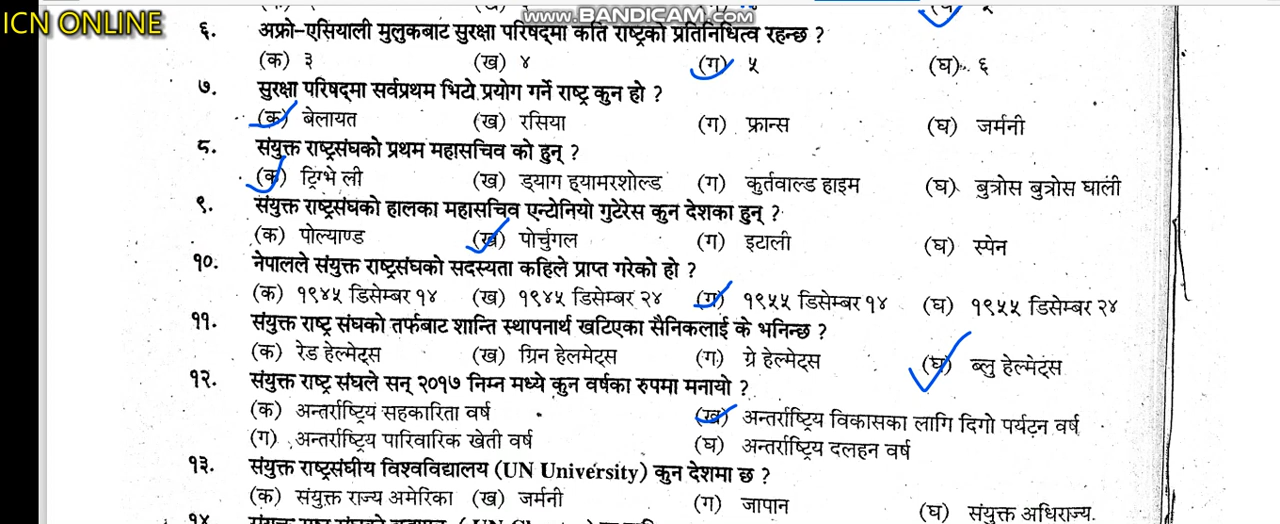 ICN ONLINE
www.BANDICAM.com
६. अफ्रो-एसियाली मुलुकबाट सुरक्षा परिषद्मा कति राष्ट्रको प्रतिनिधित्व रहन्छ ?
(क) ३ (ख) ४ (ग) ५ (घ) ६
७. सुरक्षा परिषद्मा सर्वप्रथम भिटो प्रयोग गर्ने राष्ट्र कुन हो ?
(क) बेलायत (ख) रसिया (ग) फ्रान्स (घ) जर्मनी
८. संयुक्त राष्ट्रसंघको प्रथम महासचिव को हुन् ?
(क) ट्रिग्भे ली (ख) ड्याग ह्यामरशोल्ड (ग) कुर्तवाल्ड हाइम (घ) बुत्रोस बुत्रोस घाली
९. संयुक्त राष्ट्रसंघको हालका महासचिव एन्टोनियो गुटेरेस कुन देशका हुन् ?
(क) पोल्याण्ड (ख) पोर्चुगल (ग) इटाली (घ) स्पेन
१०. नेपालले संयुक्त राष्ट्रसंघको सदस्यता कहिले प्राप्त गरेको हो ?
(क) १९४५ डिसेम्बर १४ (ख) १९४५ डिसेम्बर २४ (ग) १९५५ डिसेम्बर १४ (घ) १९५५ डिसेम्बर २४
११. संयुक्त राष्ट्र संघको तर्फबाट शान्ति स्थापनार्थ खटिएका सैनिकलाई के भनिन्छ ?
(क) रेड हेल्मेट्स (ख) ग्रिन हेलमेट्स (ग) ग्रे हेल्मेट्स (घ) ब्लु हेल्मेट्स
१२. संयुक्त राष्ट्र संघले सन् २०१७ निम्न मध्ये कुन वर्षका रुपमा मनायो ?
(क) अन्तर्राष्ट्रिय सहकारिता वर्ष (ख) अन्तर्राष्ट्रिय विकासका लागि दिगो पर्यटन वर्ष
(ग) अन्तर्राष्ट्रिय पारिवारिक खेती वर्ष (घ) अन्तर्राष्ट्रिय दलहन वर्ष
१३. संयुक्त राष्ट्रसंघीय विश्वविद्यालय (UN University) कुन देशमा छ ?
(क) संयुक्त राज्य अमेरिका (ख) जर्मनी (ग) जापान (घ) संयुक्त अधिराज्य
१४.